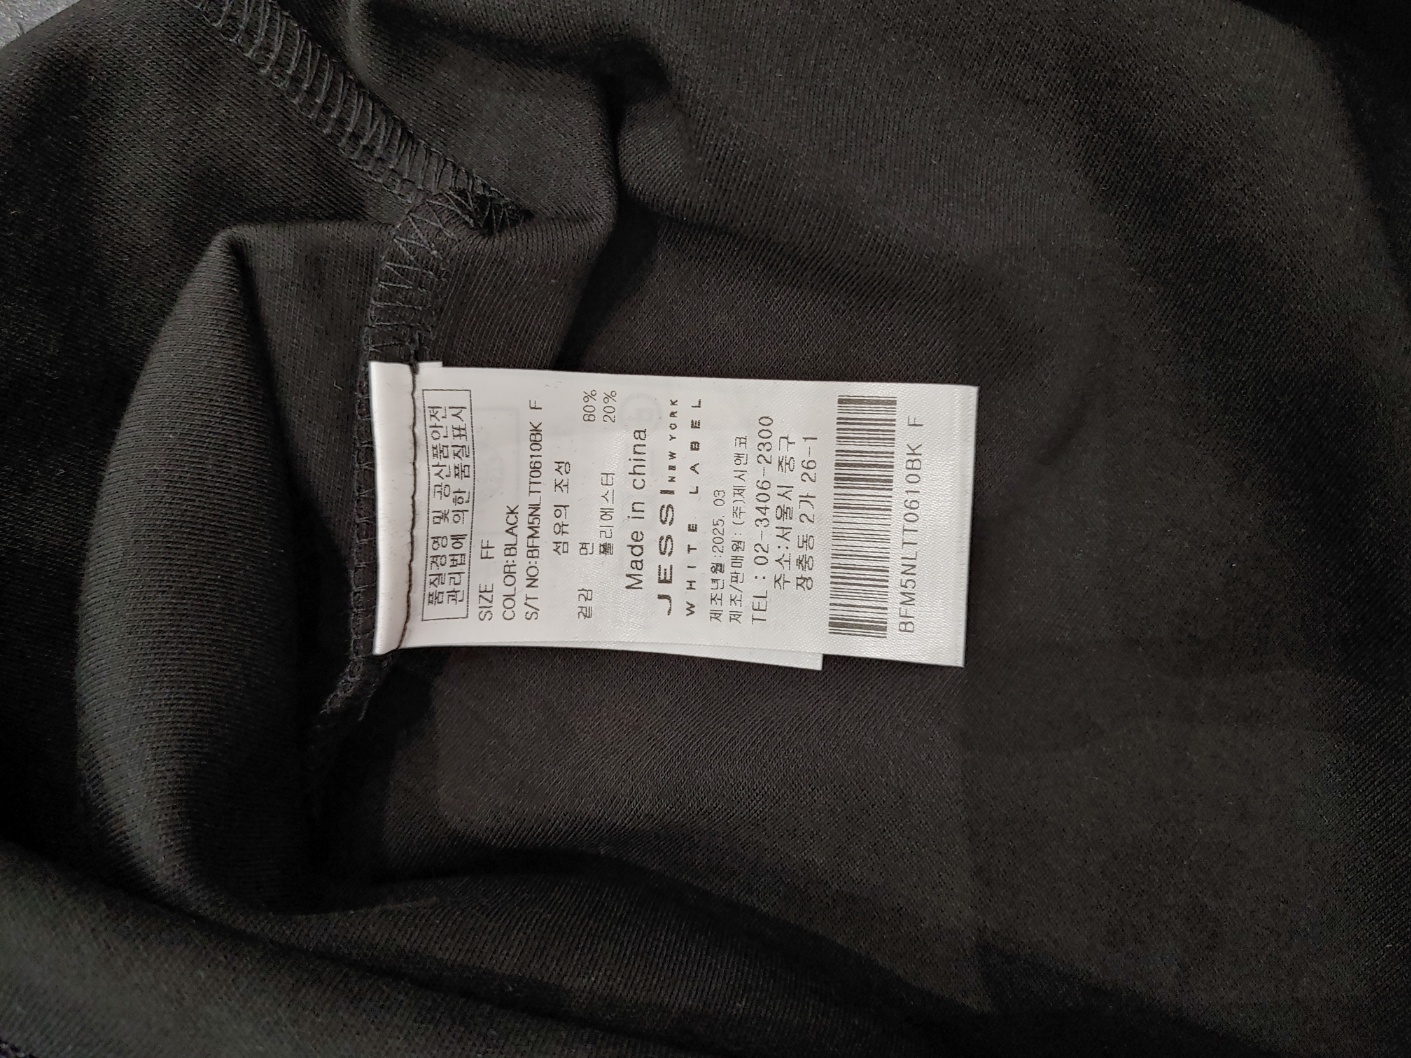 품질경영 및 공산품안전
관리법에 의한 품질표시
SIZE FF
COLOR:BLACK
S/T NO:BFM5NLTT0610BK F
섬유의 조성
겉감 면 80%
폴리에스터 20%
Made in china
JESSI NEW YORK
WHITE LABEL
제조년월:2025. 03
제조/판매원: (주)제시앤코
TEL : 02-3406-2300
주소:서울시 중구
장충동 2가 26-1
BFM5NLTT0610BK F